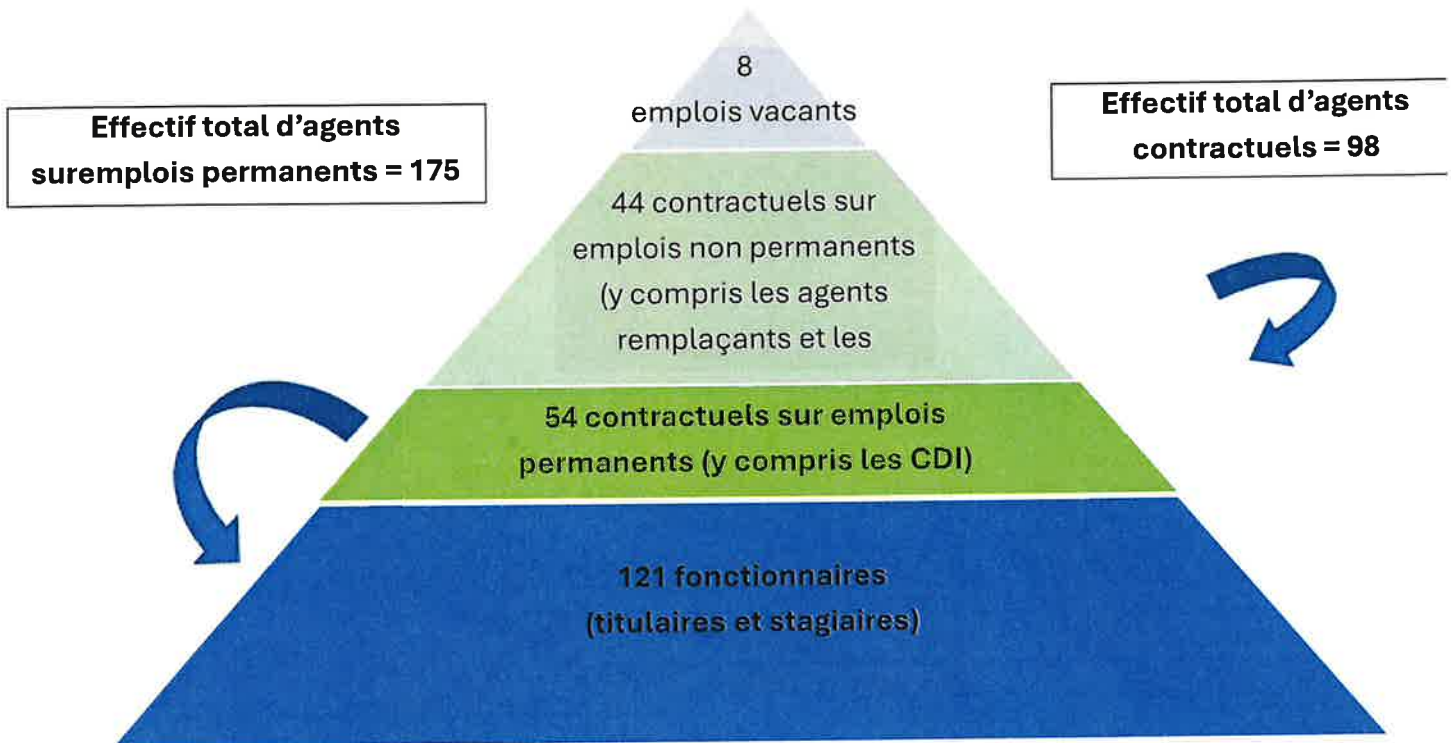 8
emplois vacants
Effectif total d'agents
suremplois permanents = 175
Effectif total d'agents
contractuels = 98
44 contractuels sur
emplois non permanents
(y compris les agents
remplaçants et les
54 contractuels sur emplois
permanents (y compris les CDI)
121 fonctionnaires
(titulaires et stagiaires)